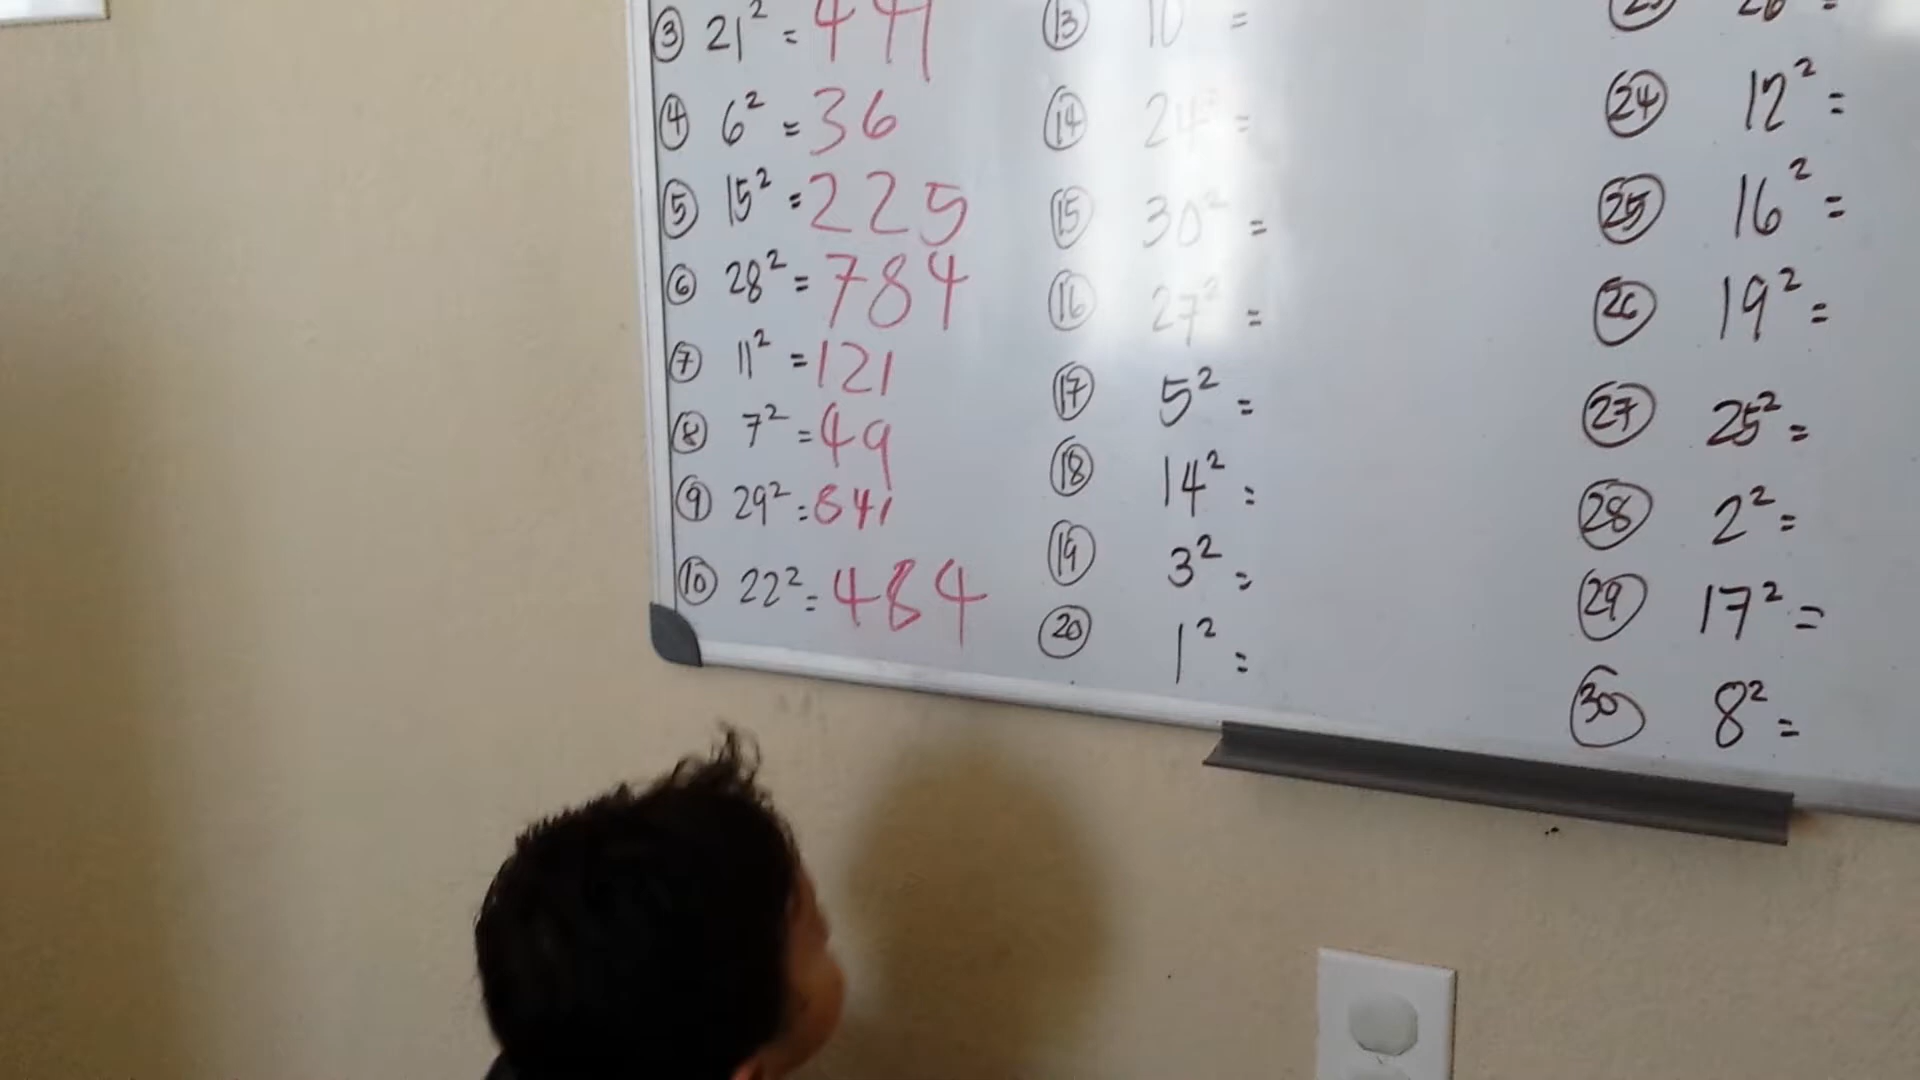 ③ 21² = 441
④ 6² = 36
⑤ 15² = 225
⑥ 28² = 784
⑦ 11² = 121
⑧ 7² = 49
⑨ 29² = 841
⑩ 22² = 484
⑬ 10 =
⑭ 24² =
⑮ 30² =
⑯ 27² =
⑰ 5² =
⑱ 14² =
⑲ 3² =
⑳ 1² =
㉔ 12² =
㉕ 16² =
㉖ 19² =
㉗ 25² =
㉘ 2² =
㉙ 17² =
㉚ 8² =